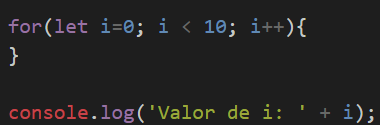 for(let i=0; i < 10; i++){
}
console.log('Valor de i: ' + i);